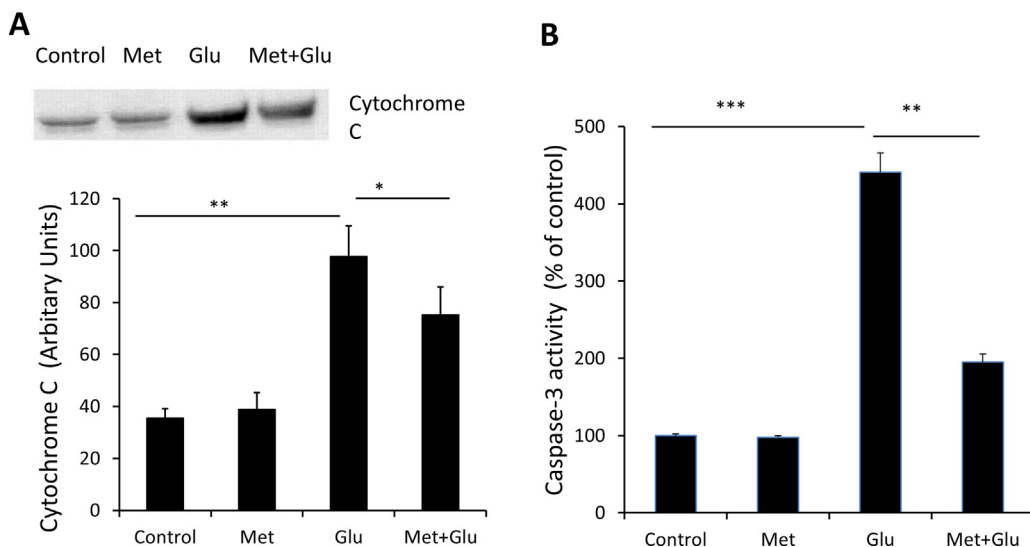 A
Control Met Glu Met+Glu
Cytochrome
C
** *
120
100
80
60
40
20
0
Cytochrome C (Arbitary Units)
Control Met Glu Met+Glu
B
*** **
500
400
300
200
100
0
Caspase-3 activity (% of control)
Control Met Glu Met+Glu